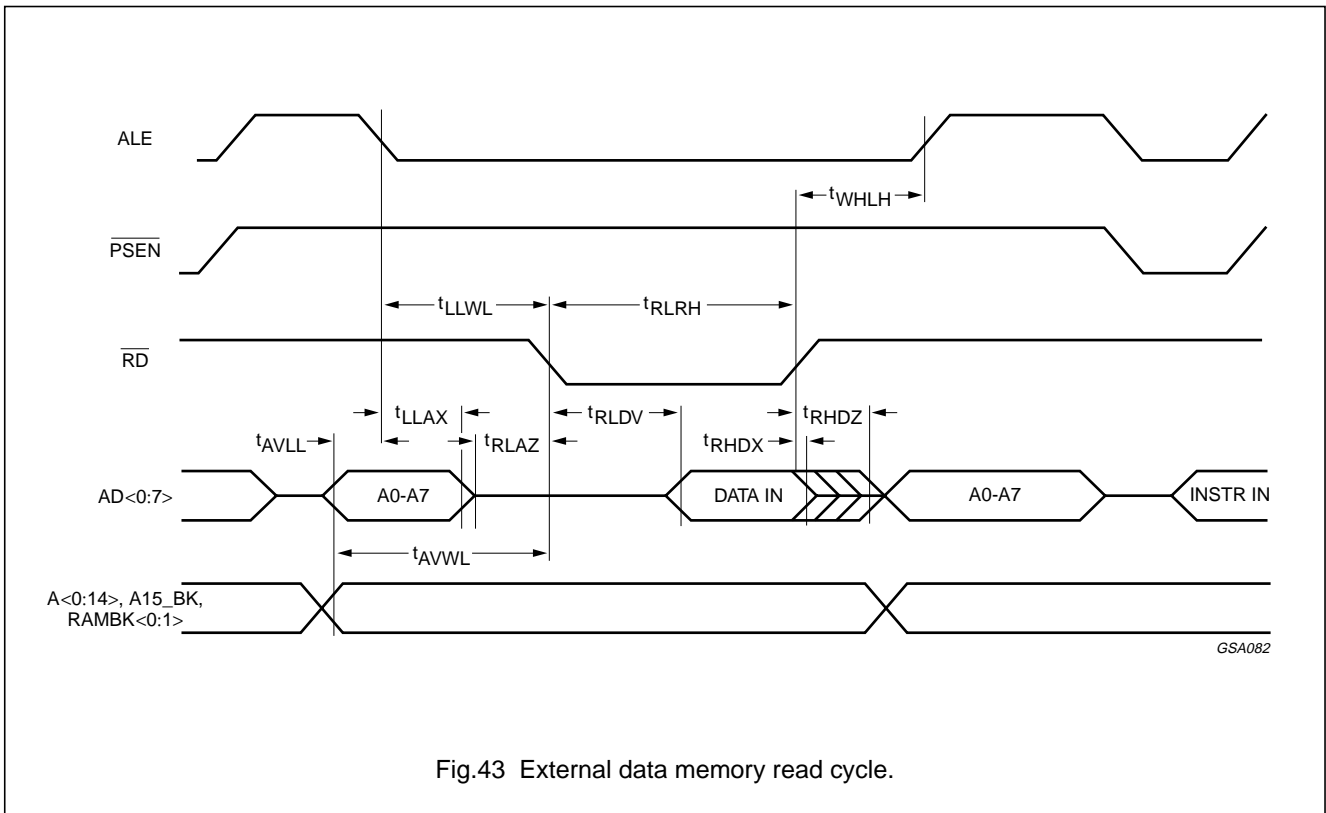 ALE
tWHLH
PSEN
tLLWL
tRLRH
RD
tLLAX
tRLDV
tRHDZ
tAVLL
tRLAZ
tRHDX
AD<0:7>
A0-A7
DATA IN
A0-A7
INSTR IN
tAVWL
A<0:14>, A15_BK,
RAMBK<0:1>
GSA082
Fig.43 External data memory read cycle.